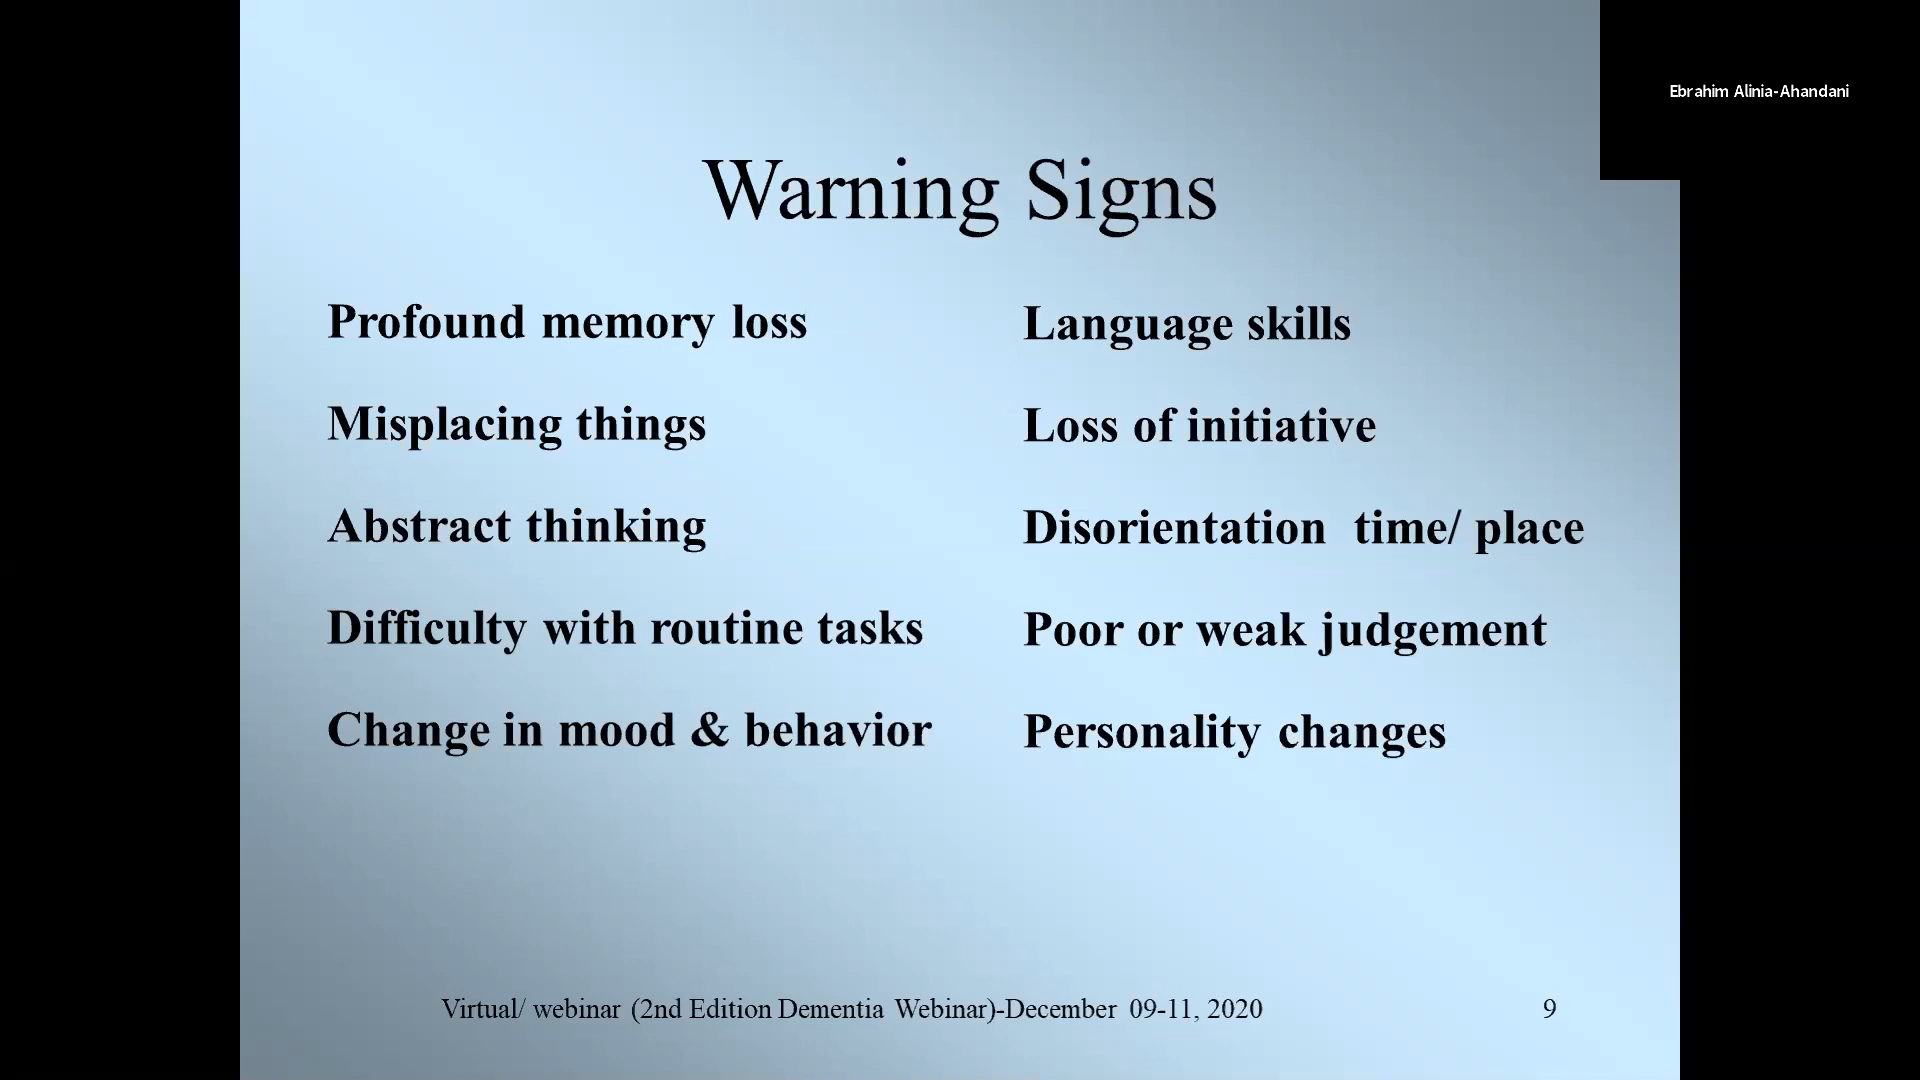 Ebrahim Alinia-Ahandani
Warning Signs
Profound memory loss
Misplacing things
Abstract thinking
Difficulty with routine tasks
Change in mood & behavior
Language skills
Loss of initiative
Disorientation time/ place
Poor or weak judgement
Personality changes
Virtual/ webinar (2nd Edition Dementia Webinar)-December 09-11, 2020
9